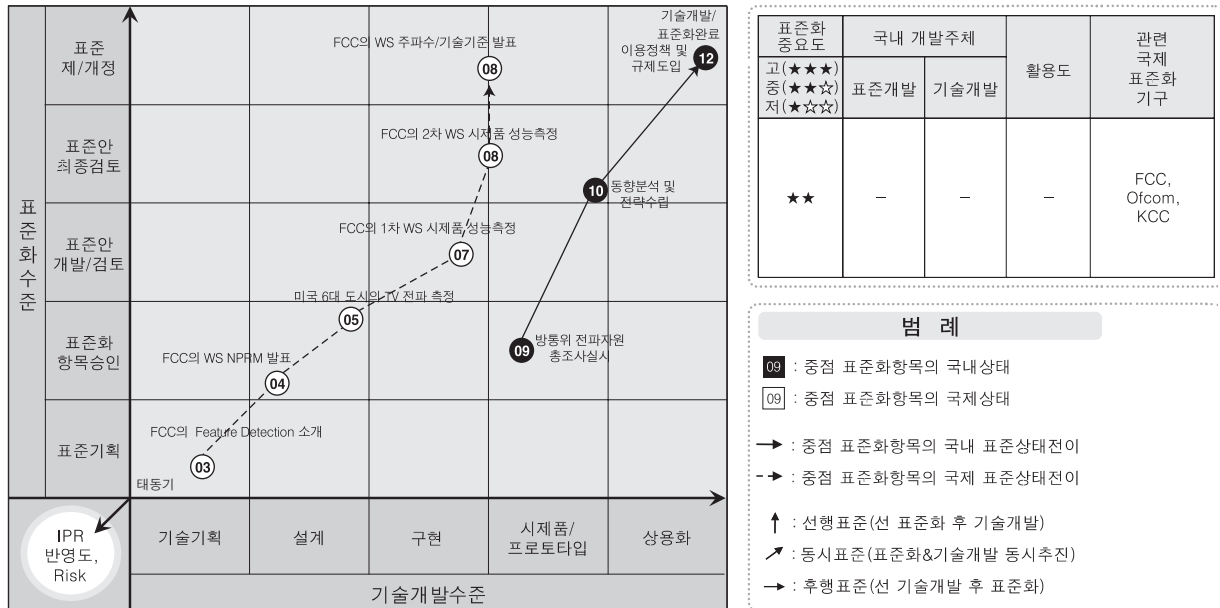 표준화수준
표준
제/개정
표준안
최종검토
표준안
개발/검토
표준화
항목승인
표준기획
기술개발/
표준화완료
이용정책 및
규제도입
12
FCC의 WS 주파수/기술기준 발표
08
FCC의 2차 WS 시제품 성능측정
08
10
동향분석 및
전략수립
FCC의 1차 WS 시제품 성능측정
07
미국 6대 도시의 TV 전파 측정
05
09
방통위 전파자원
총조사실시
FCC의 WS NPRM 발표
04
FCC의 Feature Detection 소개
03
태동기
IPR
반영도,
Risk
기술기획
설계
구현
시제품/
프로토타입
상용화
기술개발수준
표준화
중요도
국내 개발주체
활용도
관련
국제
표준화
기구
고(★★★)
중(★★☆)
저(★☆☆)
표준개발
기술개발
★★
–
–
–
FCC,
Ofcom,
KCC
범 례
09 : 중점 표준화항목의 국내상태
09 : 중점 표준화항목의 국제상태
: 중점 표준화항목의 국내 표준상태전이
: 중점 표준화항목의 국제 표준상태전이
: 선행표준(선 표준화 후 기술개발)
: 동시표준(표준화&기술개발 동시추진)
: 후행표준(선 기술개발 후 표준화)